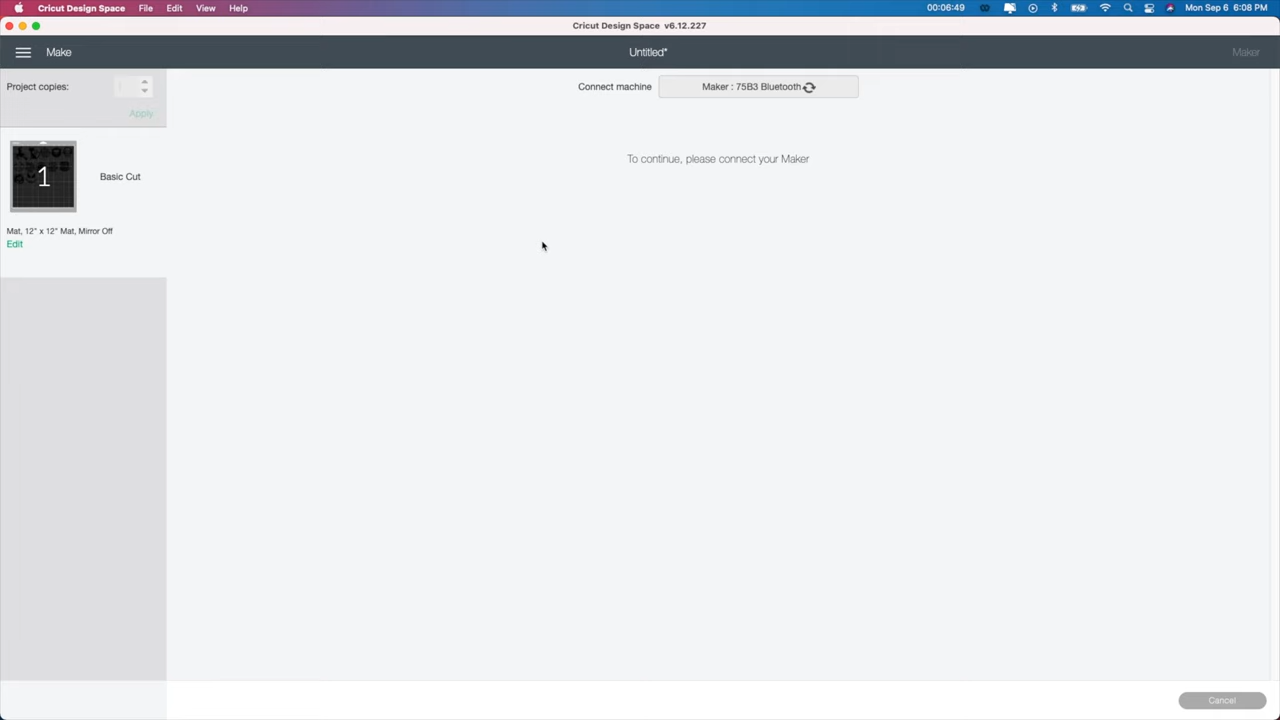 Cricut Design Space File Edit View Help 00:06:49 Mon Sep 6 6:08 PM
Cricut Design Space v6.12.227
Make Untitled* Maker
Project copies: Connect machine Maker : 75B3 Bluetooth
Apply
To continue, please connect your Maker
1 Basic Cut
Mat, 12" x 12" Mat, Mirror Off
Edit
Cancel